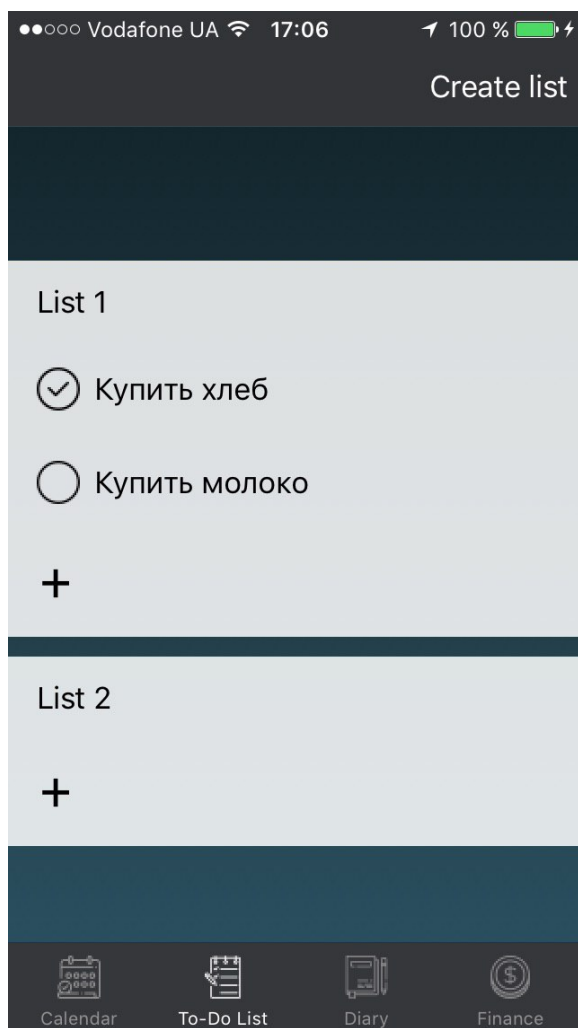 Vodafone UA 17:06 100 %
Create list
List 1
Купить хлеб
Купить молоко
+
List 2
+
Calendar To-Do List Diary Finance